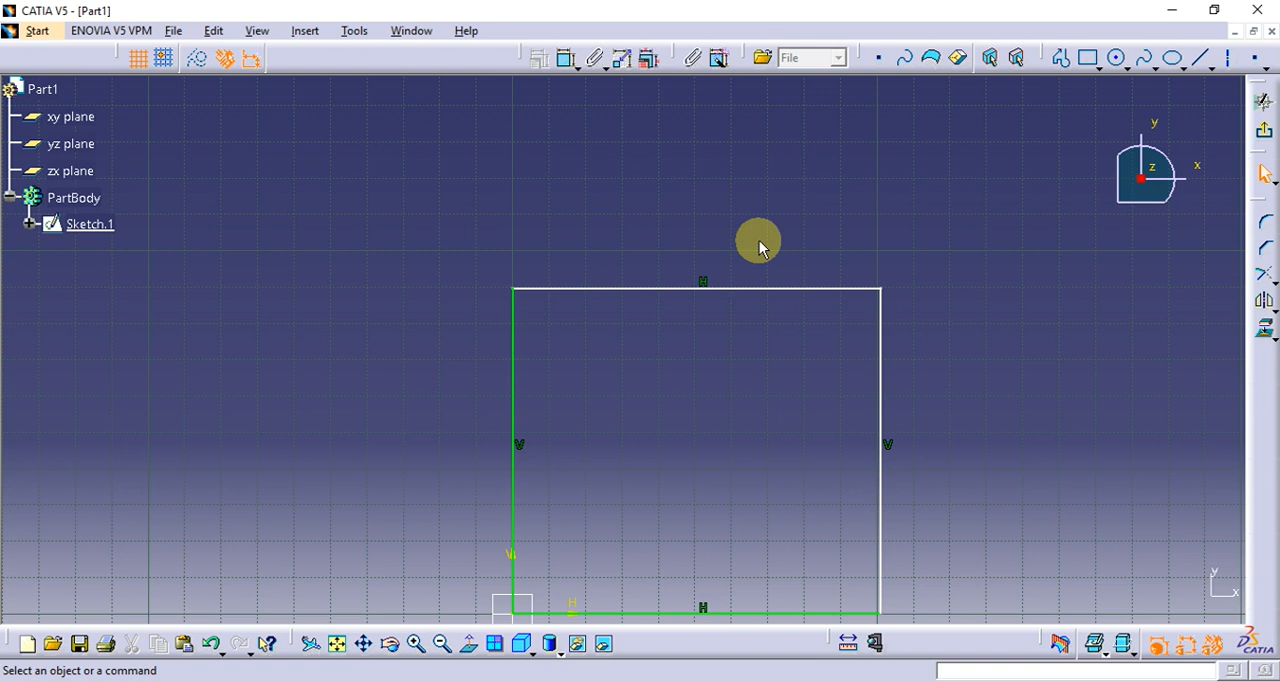 CATIA V5 - [Part1]
Start ENOVIA V5 VPM File Edit View Insert Tools Window Help
File
Part1
xy plane
yz plane
zx plane
PartBody
Sketch.1
y
x
z
H
V
V
V
H
H
y
x
CATIA
Select an object or a command